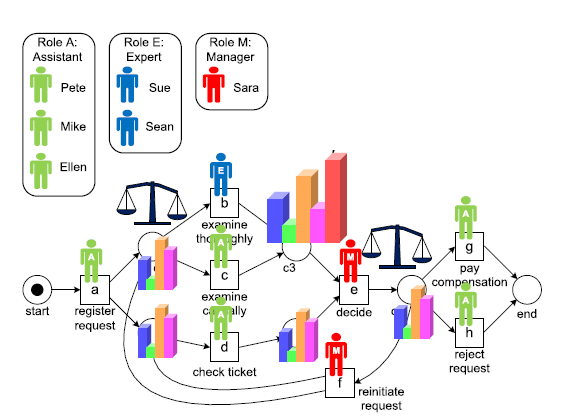 Role A:
Assistant
Pete
Mike
Ellen
Role E:
Expert
Sue
Sean
Role M:
Manager
Sara
E
b
examine
thoroughly
A
a
register
request
start
A
c
examine
casually
c3
A
d
check ticket
M
e
decide
M
f
reinitiate
request
A
g
pay
compensation
A
h
reject
request
end